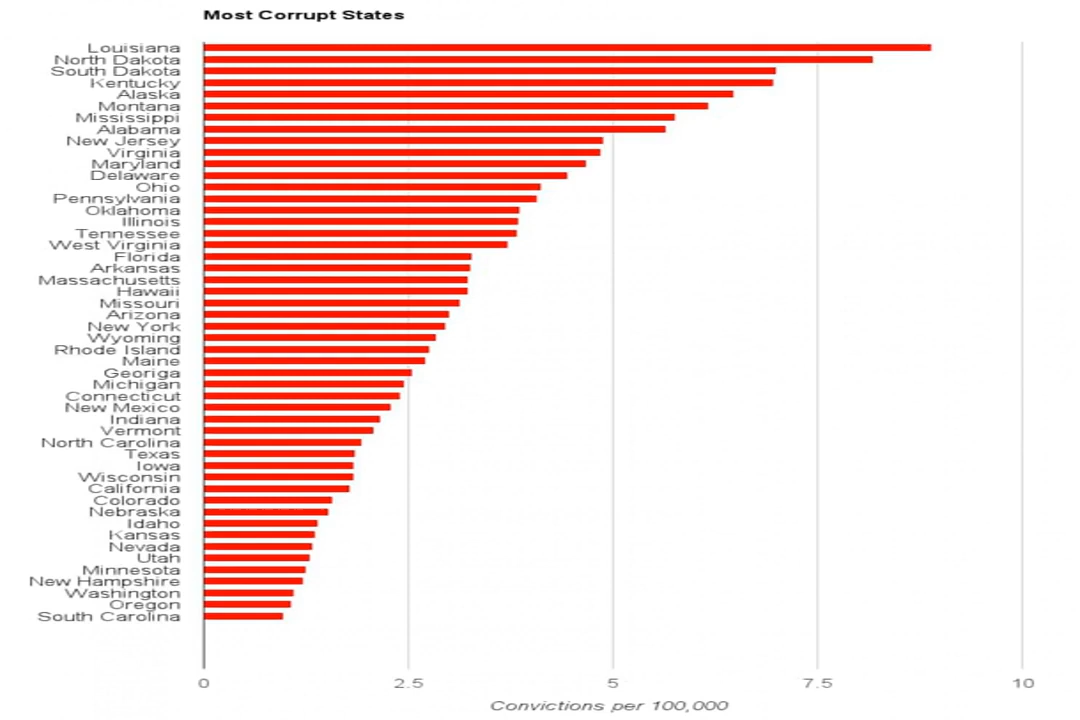 Most Corrupt States
Louisiana
North Dakota
South Dakota
Kentucky
Alaska
Montana
Mississippi
Alabama
New Jersey
Virginia
Maryland
Delaware
Ohio
Pennsylvania
Oklahoma
Illinois
Tennessee
West Virginia
Florida
Arkansas
Massachusetts
Hawaii
Missouri
Arizona
New York
Wyoming
Rhode Island
Maine
Georiga
Michigan
Connecticut
New Mexico
Indiana
Vermont
North Carolina
Texas
Iowa
Wisconsin
California
Colorado
Nebraska
Idaho
Kansas
Nevada
Utah
Minnesota
New Hampshire
Washington
Oregon
South Carolina
0 2.5 5 7.5 10
Convictions per 100,000